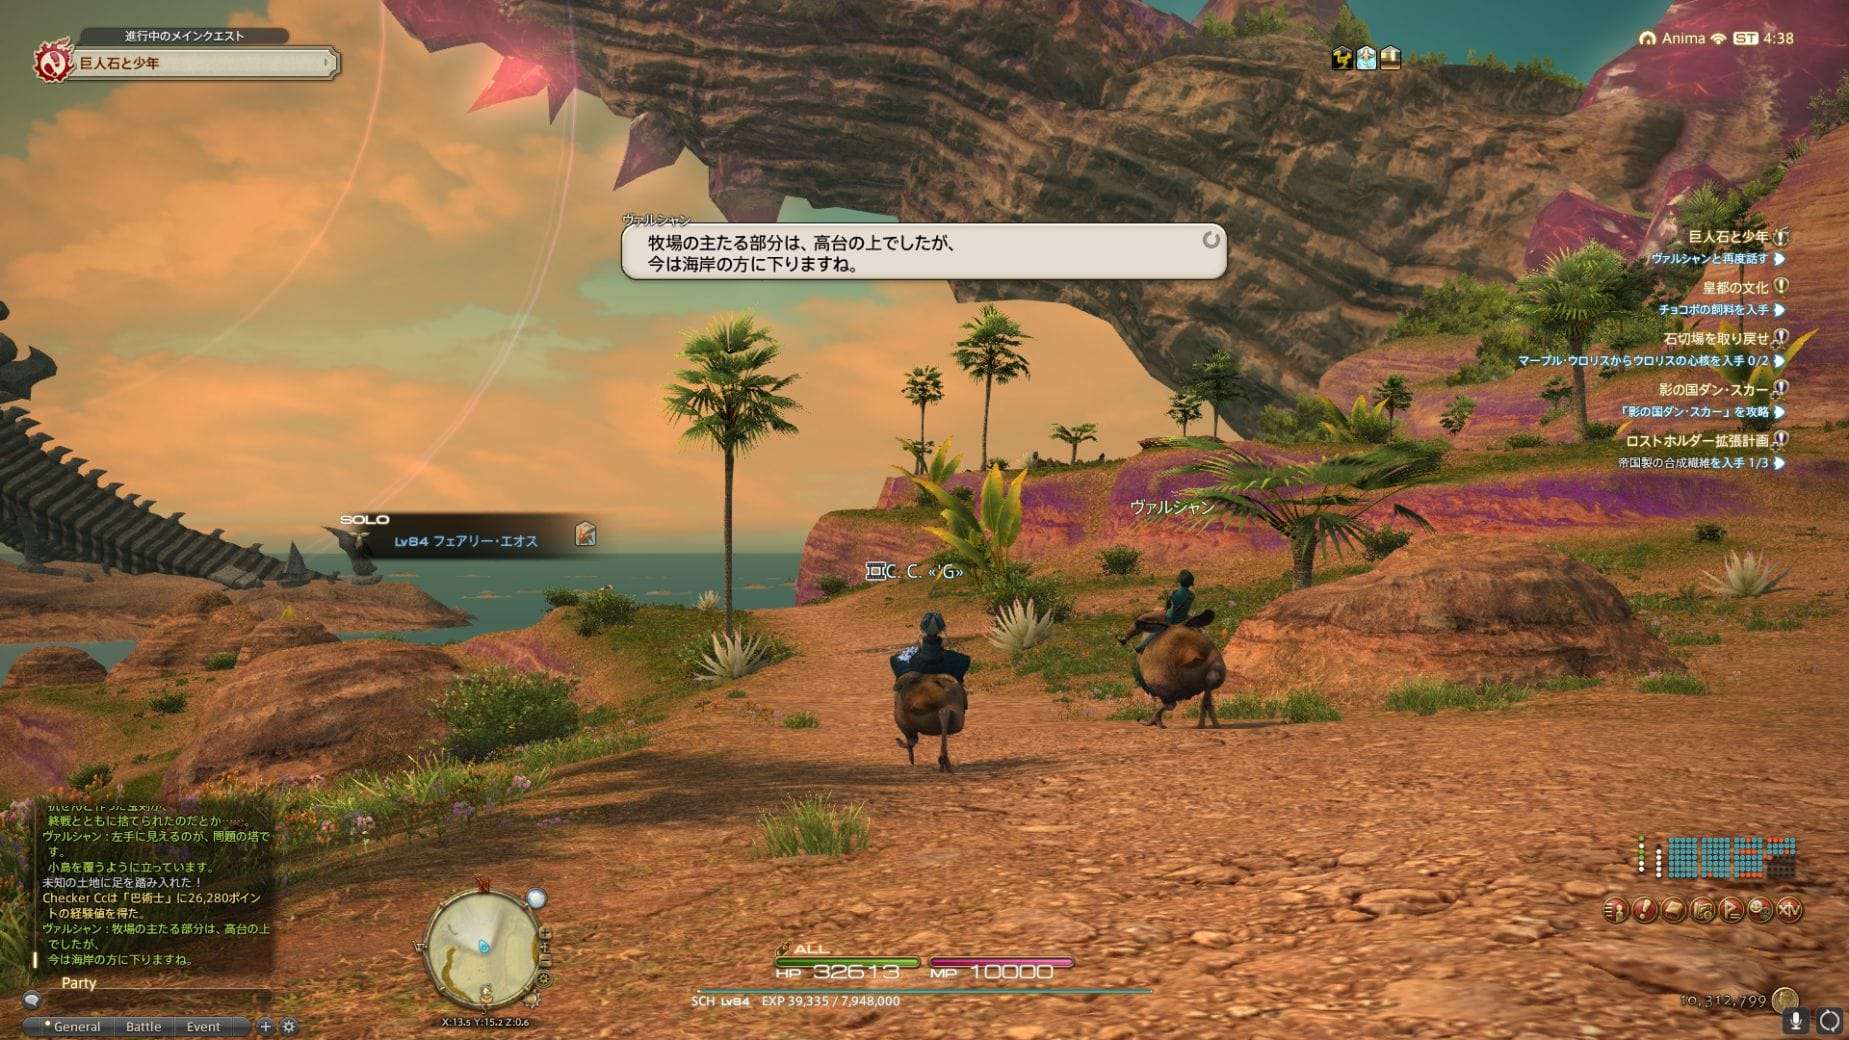 進行中のメインクエスト
巨人石と少年
Anima ST 4:38
ヴァルシャン
牧場の主たる部分は、高台の上でしたが、
今は海岸の方に下りますね。
巨人石と少年
ヴァルシャンと再度話す
皇都の文化
チョコボの飼料を入手
石切場を取り戻せ
マーブル・ウロリスからウロリスの心核を入手 0/2
影の国ダン・スカー
「影の国ダン・スカー」を攻略
ロストホルダー拡張計画
帝国製の合成繊維を入手 1/3
SOLO
Lv84 フェアリー・エオス
ヴァルシャン
C. C. «'G»
終戦とともに捨てられたのだとか……。
ヴァルシャン : 左手に見えるのが、問題の塔で
す。
小島を覆うように立っています。
未知の土地に足を踏み入れた！
Checker Ccは「巴術士」に26,280ポイン
トの経験値を得た。
ヴァルシャン : 牧場の主たる部分は、高台の上
でしたが、
今は海岸の方に下りますね。
Party
General Battle Event
X:13.5 Y:15.2 Z:0.6
ALL
HP 32613 MP 10000
SCH Lv84 EXP 39,335 / 7,948,000
10,312,799